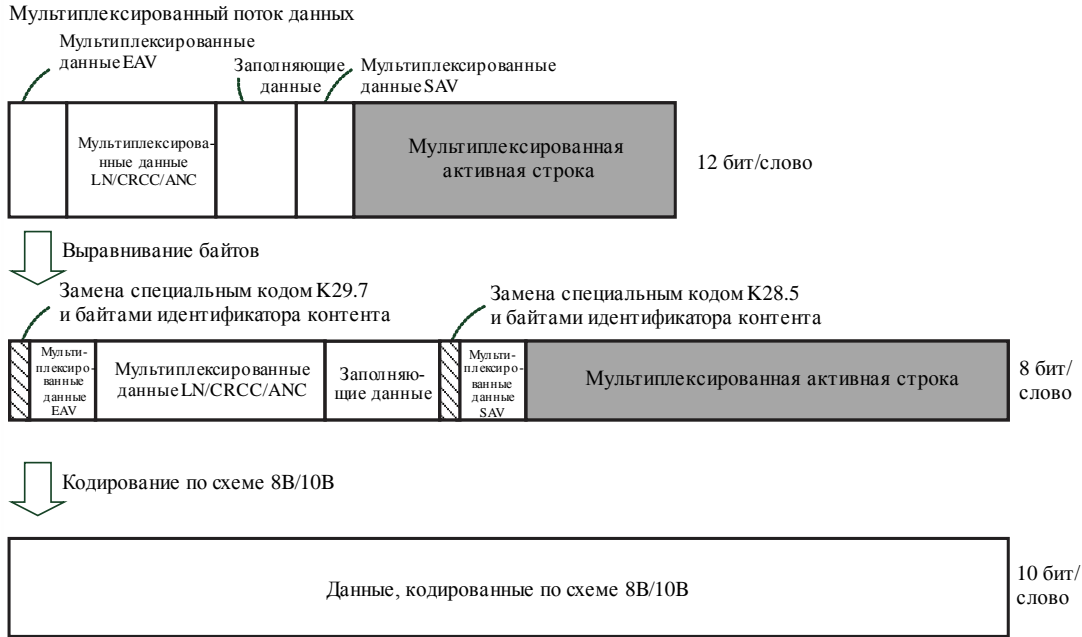 Мультиплексированный поток данных
Мультиплексированные
данные EAV
Заполняющие
данные
Мультиплексированные
данные SAV
Мультиплексирова-
нные данные
LN/CRCC/ANC
Мультиплексированная
активная строка
12 бит/слово
Выравнивание байтов
Замена специальным кодом K29.7
и байтами идентификатора контента
Замена специальным кодом K28.5
и байтами идентификатора контента
Мульти-
плексиро-
ванные
данные
EAV
Мультиплексированные
данные LN/CRCC/ANC
Заполняю-
щие данные
Мульти-
плексиро-
ванные
данные
SAV
Мультиплексированная активная строка
8 бит/
слово
Кодирование по схеме 8B/10B
Данные, кодированные по схеме 8B/10B
10 бит/
слово